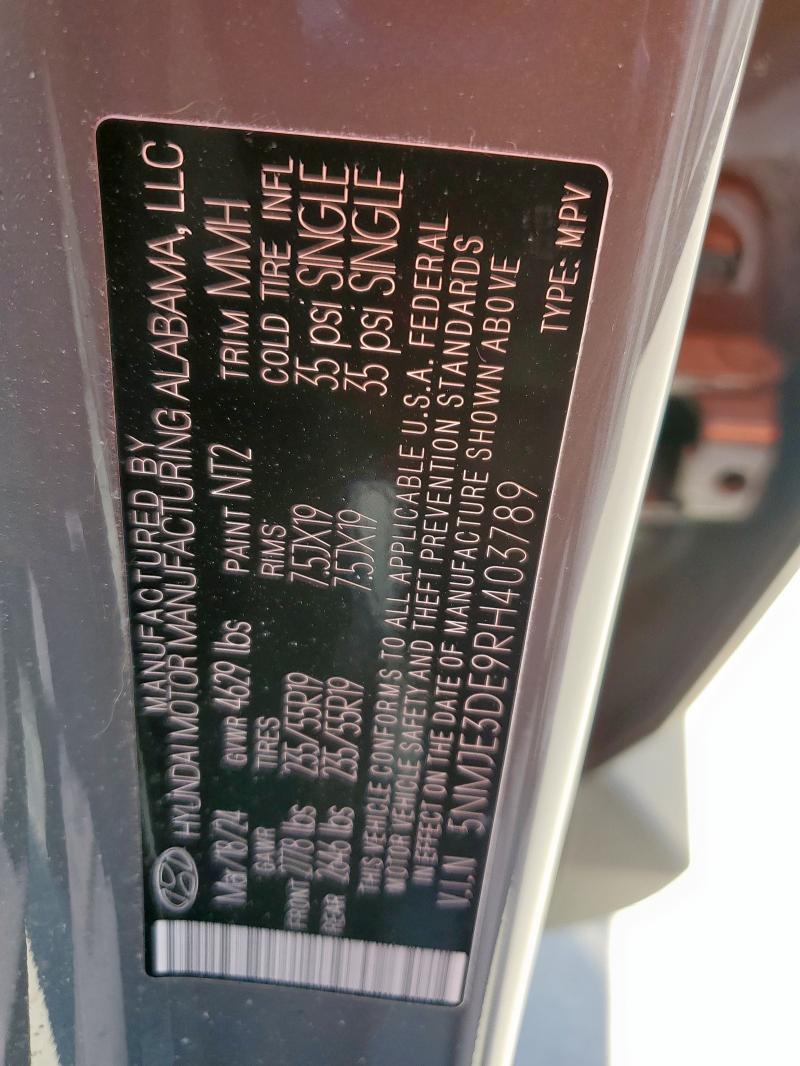 MANUFACTURED BY
HYUNDAI MOTOR MANUFACTURING ALABAMA, LLC
GVWR 4629 lbs PAINT NT2 TRIM MMH
GAWR TIRES RIMS COLD TIRE INFL
FRONT 2778 lbs 235/55R19 7.5JX19 35 psi SINGLE
REAR 2646 lbs 235/55R19 7.5JX19 35 psi SINGLE
THIS VEHICLE CONFORMS TO ALL APPLICABLE U.S.A. FEDERAL
MOTOR VEHICLE SAFETY AND THEFT PREVENTION STANDARDS
IN EFFECT ON THE DATE OF MANUFACTURE SHOWN ABOVE
V.I.N 5NMJE3DE9RH403789
TYPE: MPV